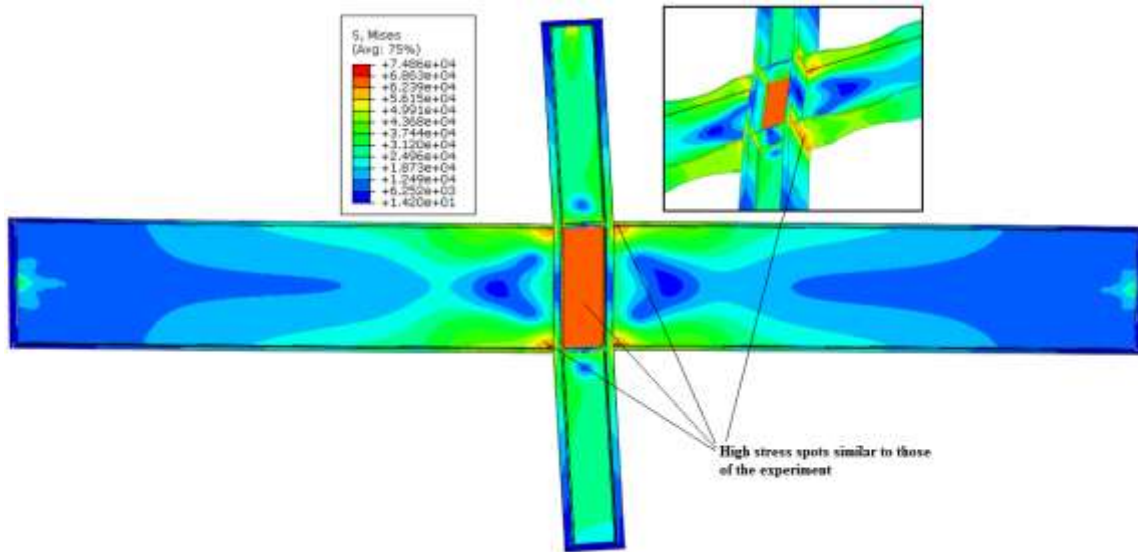 S, Mises
(Avg: 75%)
+7.486e+04
+6.863e+04
+6.239e+04
+5.615e+04
+4.991e+04
+4.368e+04
+3.744e+04
+3.120e+04
+2.496e+04
+1.873e+04
+1.249e+04
+6.252e+03
+1.420e+01
High stress spots similar to those
of the experiment